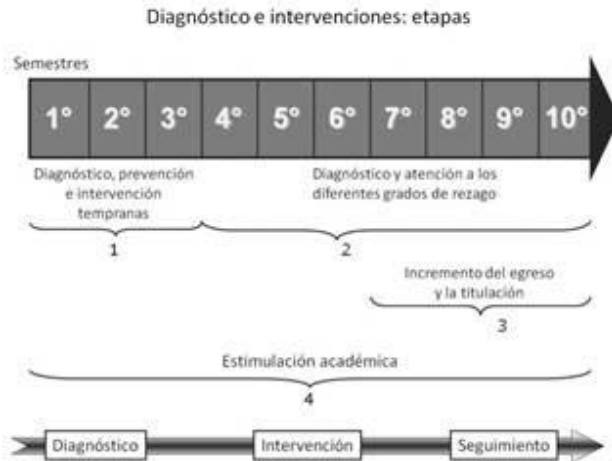 Diagnóstico e intervenciones: etapas
Semestres
1° 2° 3° 4° 5° 6° 7° 8° 9° 10°
Diagnóstico, prevención
e intervención
tempranas
1
Diagnóstico y atención a los
diferentes grados de rezago
2
Incremento del egreso
y la titulación
3
Estimulación académica
4
Diagnóstico Intervención Seguimiento